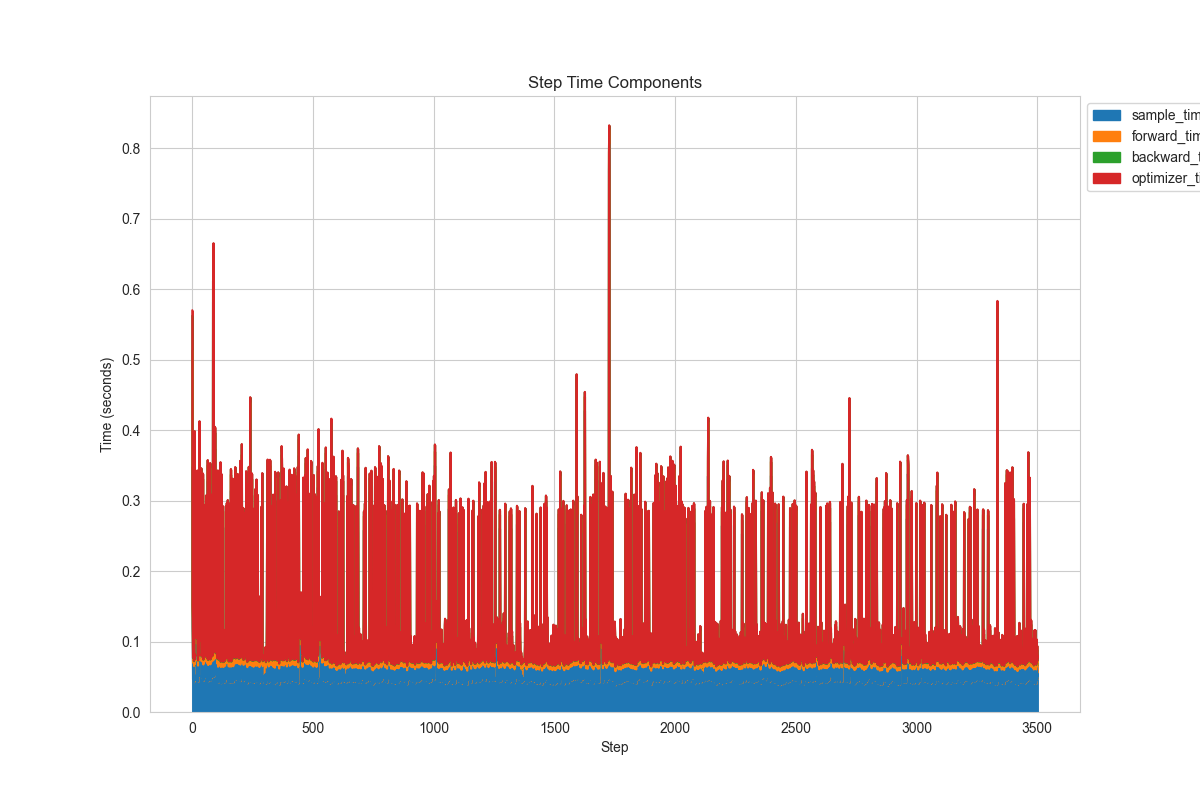 Step Time Components
sample_tim
forward_tim
backward_t
optimizer_ti
Time (seconds)
0.8
0.7
0.6
0.5
0.4
0.3
0.2
0.1
0.0
0 500 1000 1500 2000 2500 3000 3500
Step